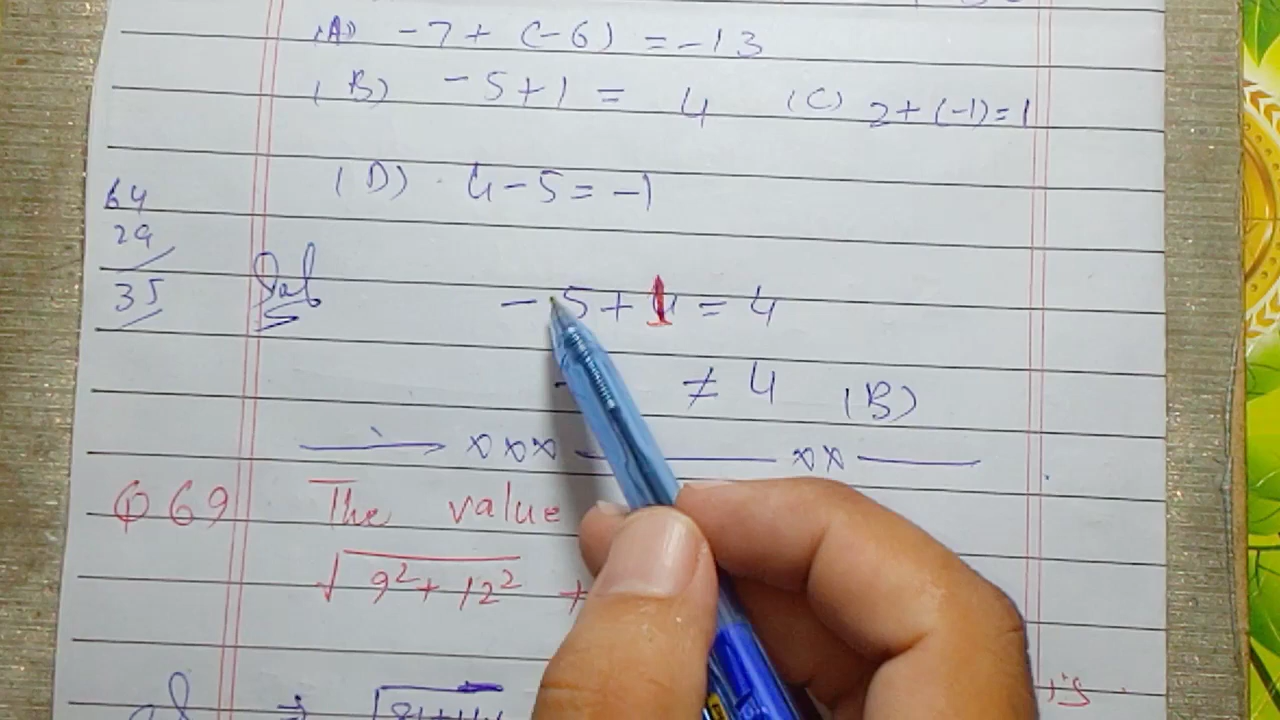 (A) -7 + (-6) = -13
(B) -5+1 = 4 (C) 2+(-1)=1
(D) 4-5 = -1
64
29
35
Sol
-5+1 = 4
≠ 4 (B)
xxx xx
Q 69 The value
√9²+12² +
is